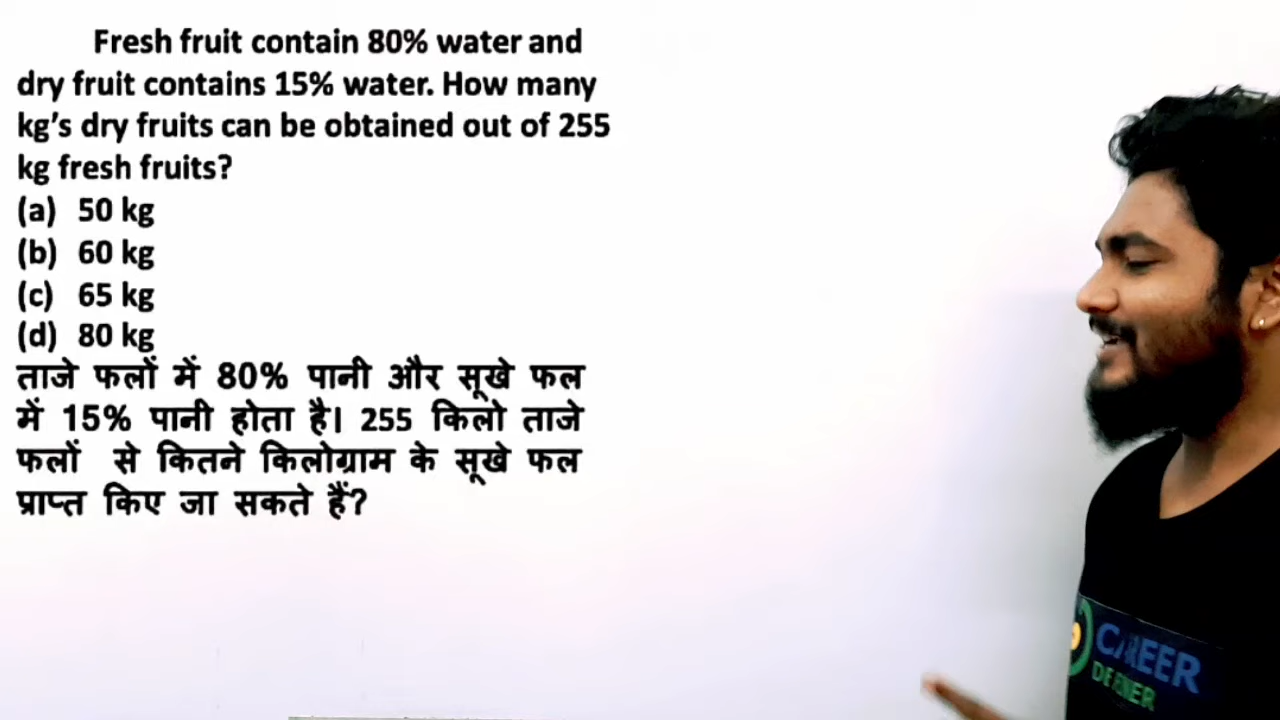 Fresh fruit contain 80% water and
dry fruit contains 15% water. How many
kg's dry fruits can be obtained out of 255
kg fresh fruits?
(a) 50 kg
(b) 60 kg
(c) 65 kg
(d) 80 kg
ताजे फलों में 80% पानी और सूखे फल
में 15% पानी होता है। 255 किलो ताजे
फलों से कितने किलोग्राम के सूखे फल
प्राप्त किए जा सकते हैं?
CAREER
DEFINER